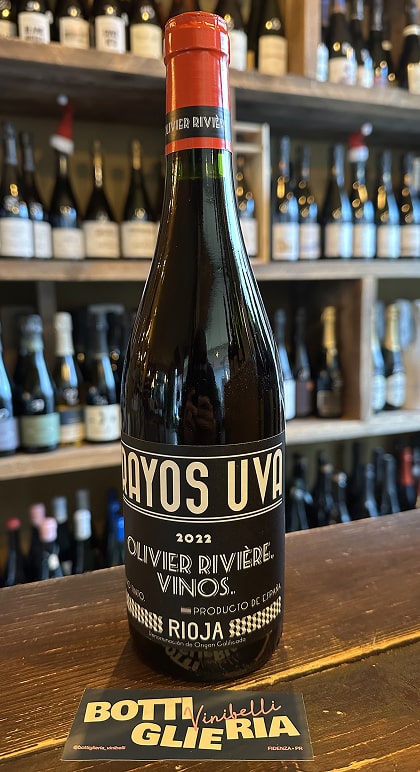 OLIVIER RIVIÈRE
RAYOS UVA
2022
OLIVIER RIVIÈRE
VINOS..
PRODUCTO DE ESPAÑA
RIOJA
Denominación de Origen Calificada
BOTTI
Vinibelli
GLIERIA
@bottiglieria_vinibelli
FIDENZA • PR